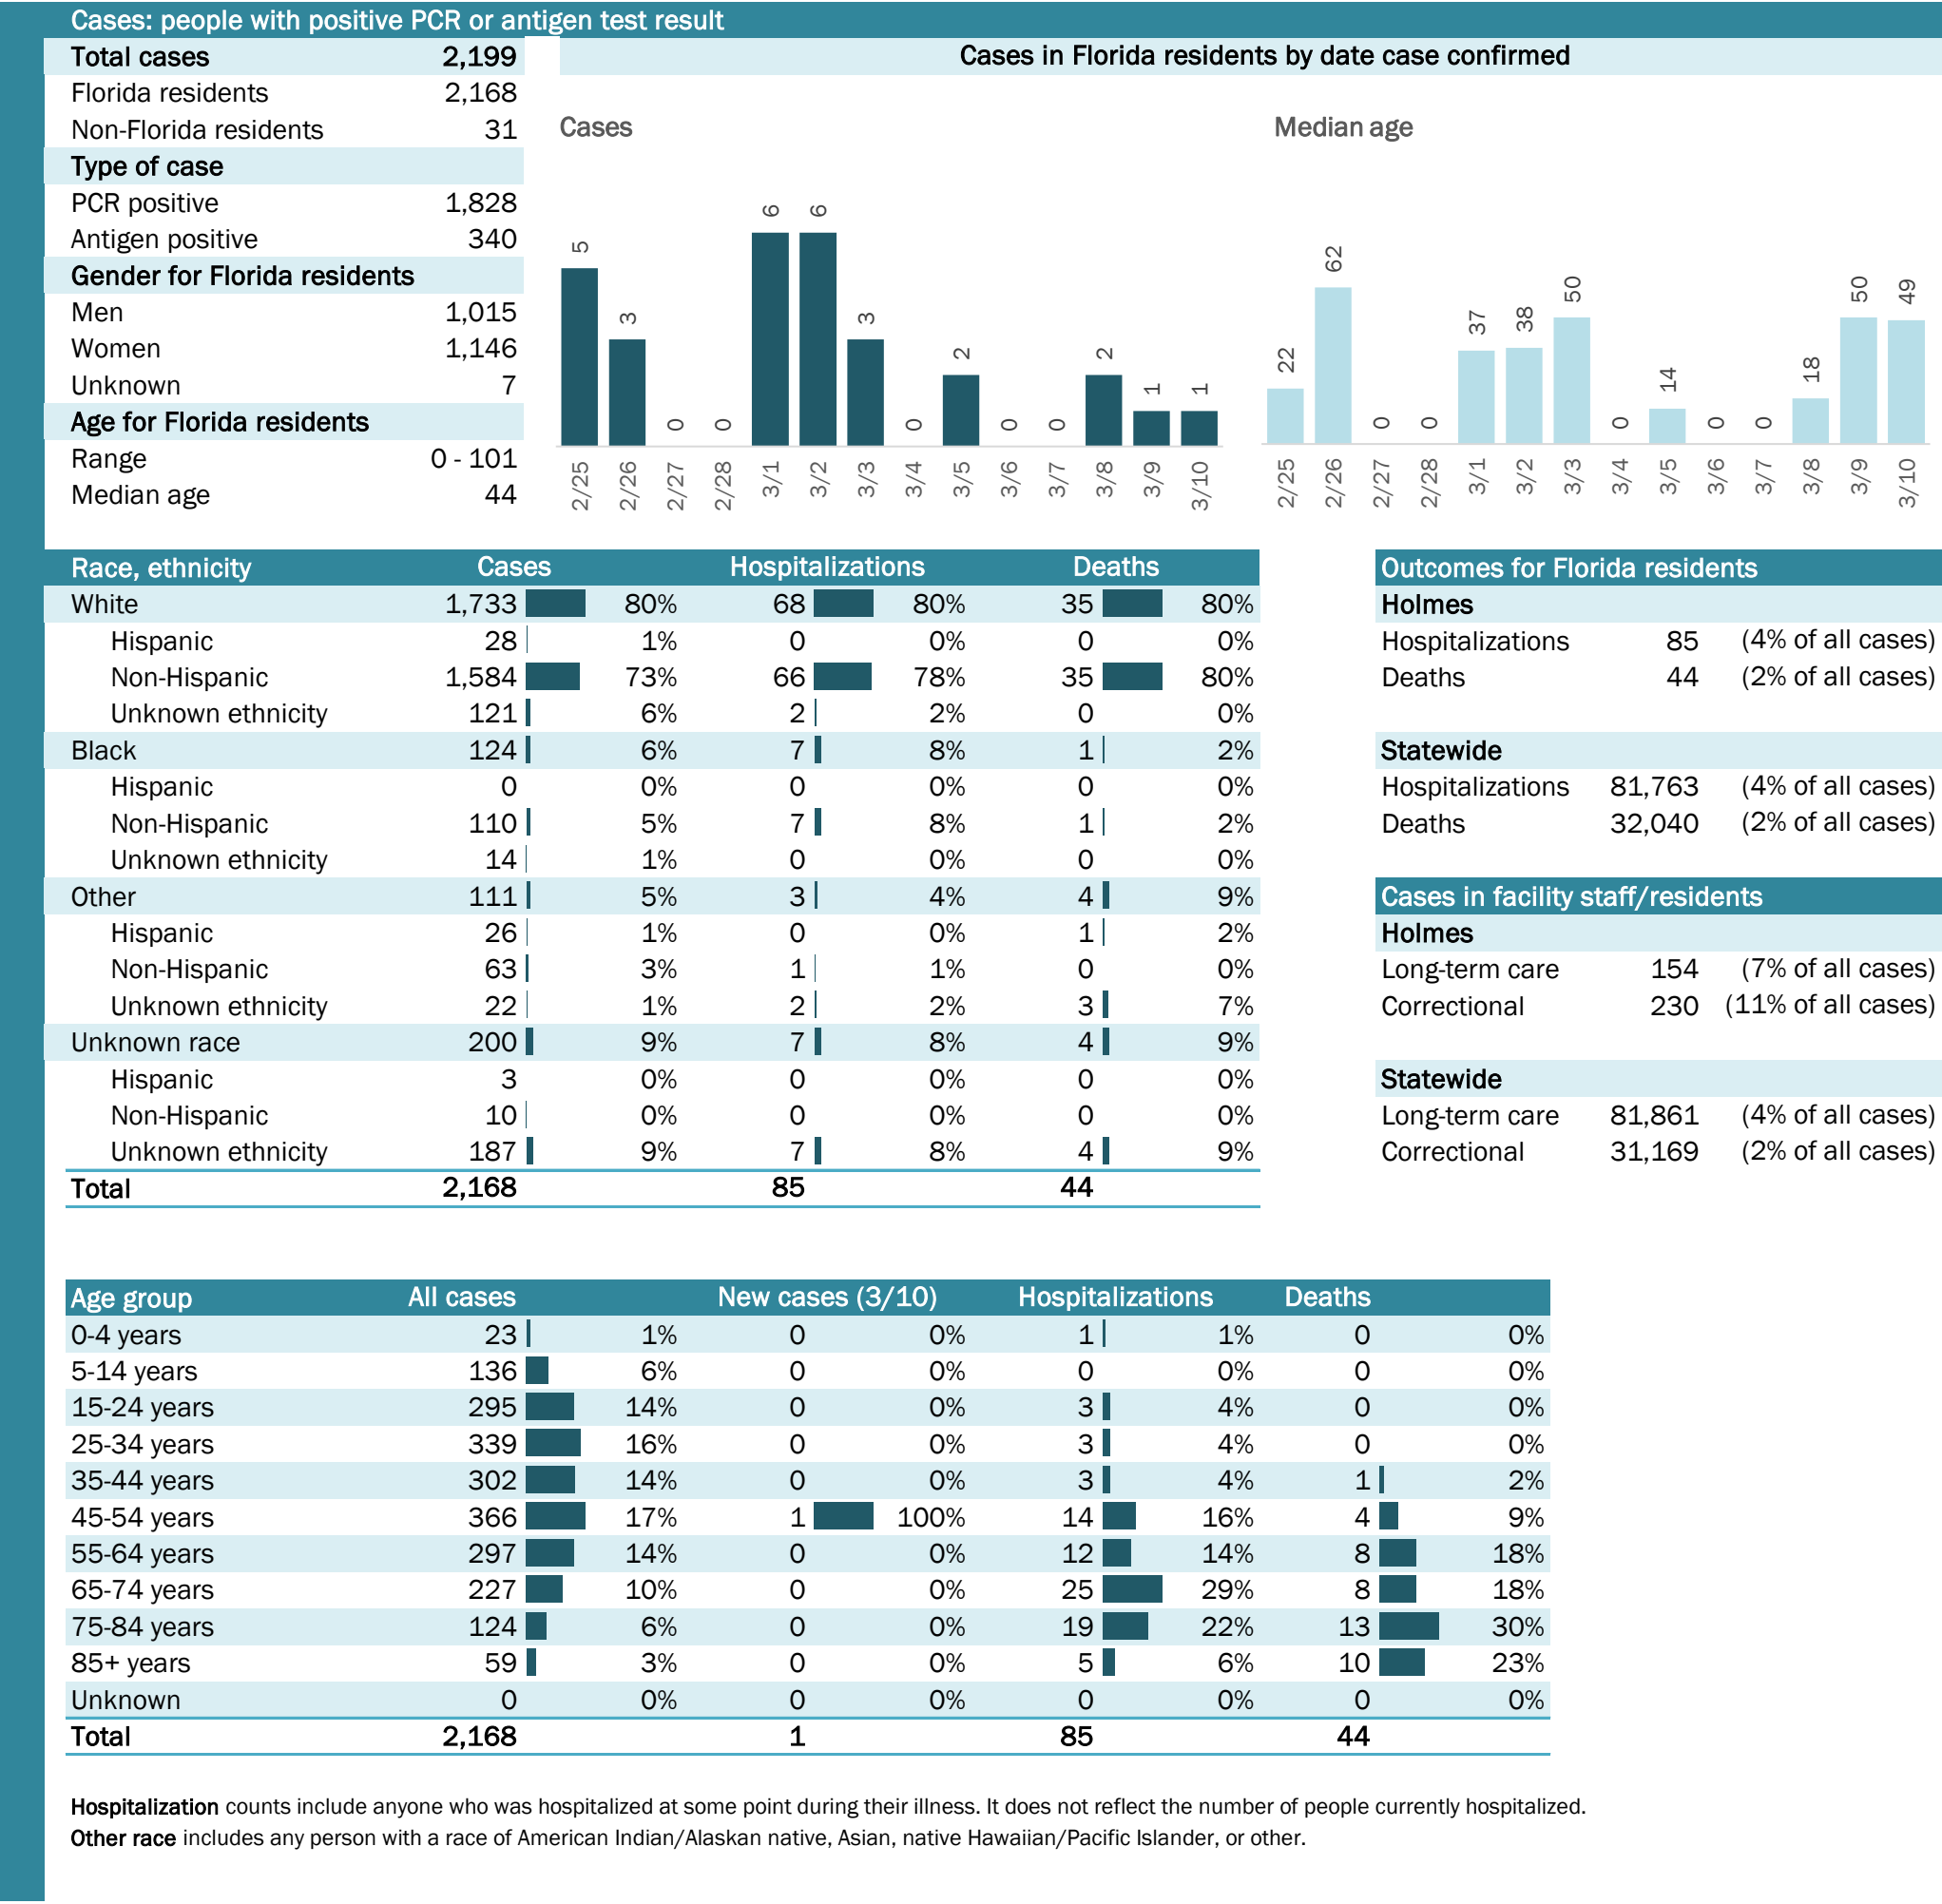 Cases: people with positive PCR or antigen test result
Total cases 2,199
Florida residents 2,168
Non-Florida residents 31
Type of case
PCR positive 1,828
Antigen positive 340
Gender for Florida residents
Men 1,015
Women 1,146
Unknown 7
Age for Florida residents
Range 0 - 101
Median age 44
Cases in Florida residents by date case confirmed
Cases
5 3 0 0 6 6 3 0 2 0 0 2 1 1
2/25 2/26 2/27 2/28 3/1 3/2 3/3 3/4 3/5 3/6 3/7 3/8 3/9 3/10
Median age
22 62 0 0 37 38 50 0 14 0 0 18 50 49
2/25 2/26 2/27 2/28 3/1 3/2 3/3 3/4 3/5 3/6 3/7 3/8 3/9 3/10
Race, ethnicity Cases Hospitalizations Deaths
White 1,733 80% 68 80% 35 80%
Hispanic 28 1% 0 0% 0 0%
Non-Hispanic 1,584 73% 66 78% 35 80%
Unknown ethnicity 121 6% 2 2% 0 0%
Black 124 6% 7 8% 1 2%
Hispanic 0 0% 0 0% 0 0%
Non-Hispanic 110 5% 7 8% 1 2%
Unknown ethnicity 14 1% 0 0% 0 0%
Other 111 5% 3 4% 4 9%
Hispanic 26 1% 0 0% 1 2%
Non-Hispanic 63 3% 1 1% 0 0%
Unknown ethnicity 22 1% 2 2% 3 7%
Unknown race 200 9% 7 8% 4 9%
Hispanic 3 0% 0 0% 0 0%
Non-Hispanic 10 0% 0 0% 0 0%
Unknown ethnicity 187 9% 7 8% 4 9%
Total 2,168 85 44
Outcomes for Florida residents
Holmes
Hospitalizations 85 (4% of all cases)
Deaths 44 (2% of all cases)
Statewide
Hospitalizations 81,763 (4% of all cases)
Deaths 32,040 (2% of all cases)
Cases in facility staff/residents
Holmes
Long-term care 154 (7% of all cases)
Correctional 230 (11% of all cases)
Statewide
Long-term care 81,861 (4% of all cases)
Correctional 31,169 (2% of all cases)
Age group All cases New cases (3/10) Hospitalizations Deaths
0-4 years 23 1% 0 0% 1 1% 0 0%
5-14 years 136 6% 0 0% 0 0% 0 0%
15-24 years 295 14% 0 0% 3 4% 0 0%
25-34 years 339 16% 0 0% 3 4% 0 0%
35-44 years 302 14% 0 0% 3 4% 1 2%
45-54 years 366 17% 1 100% 14 16% 4 9%
55-64 years 297 14% 0 0% 12 14% 8 18%
65-74 years 227 10% 0 0% 25 29% 8 18%
75-84 years 124 6% 0 0% 19 22% 13 30%
85+ years 59 3% 0 0% 5 6% 10 23%
Unknown 0 0% 0 0% 0 0% 0 0%
Total 2,168 1 85 44
Hospitalization counts include anyone who was hospitalized at some point during their illness. It does not reflect the number of people currently hospitalized.
Other race includes any person with a race of American Indian/Alaskan native, Asian, native Hawaiian/Pacific Islander, or other.